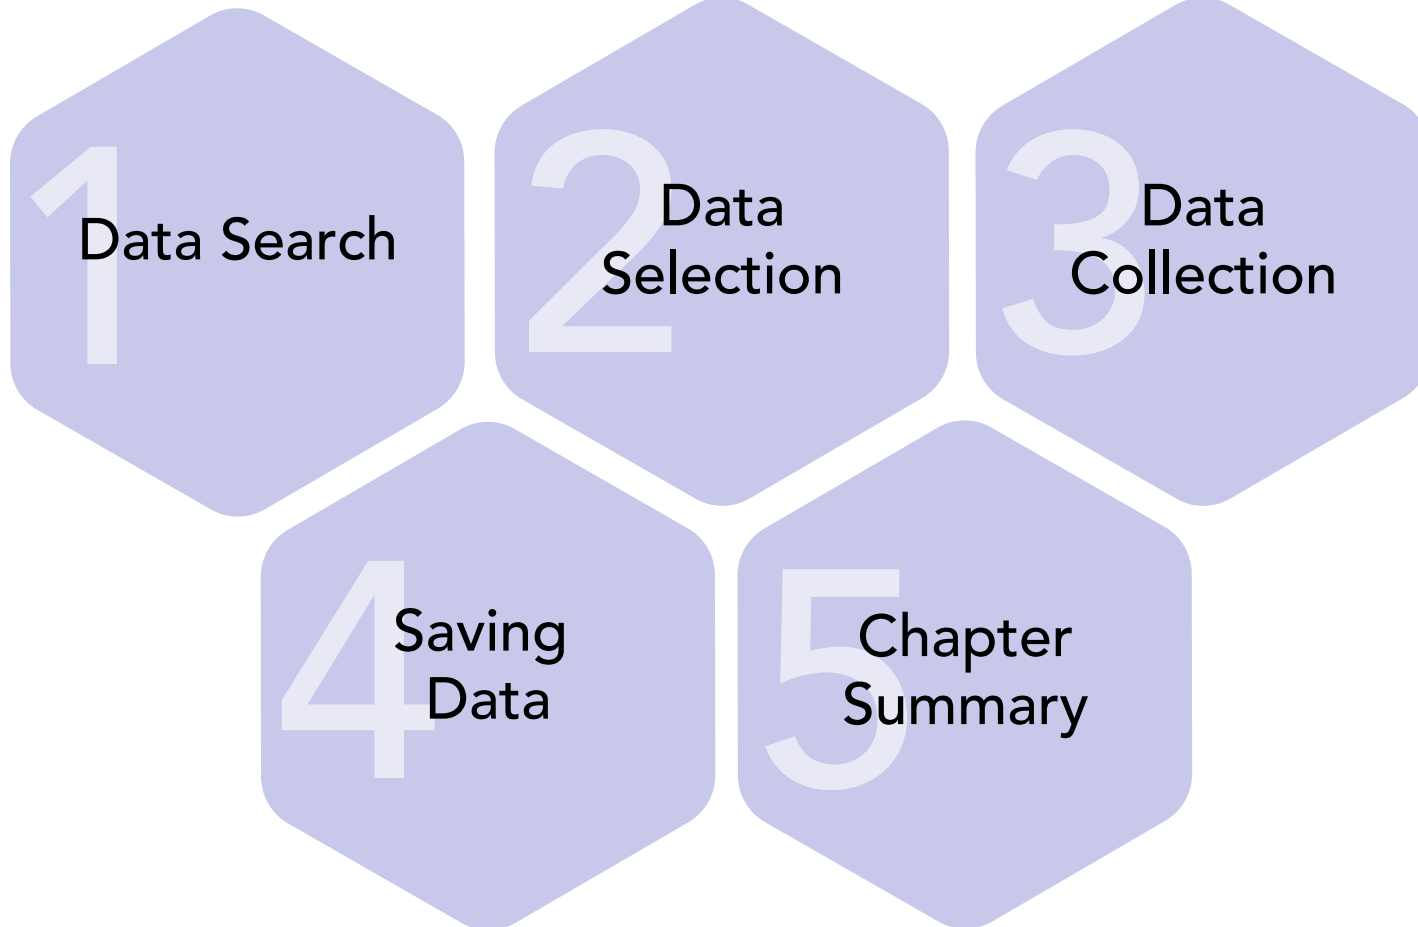 1
Data Search
2
Data
Selection
3
Data
Collection
4
Saving
Data
5
Chapter
Summary